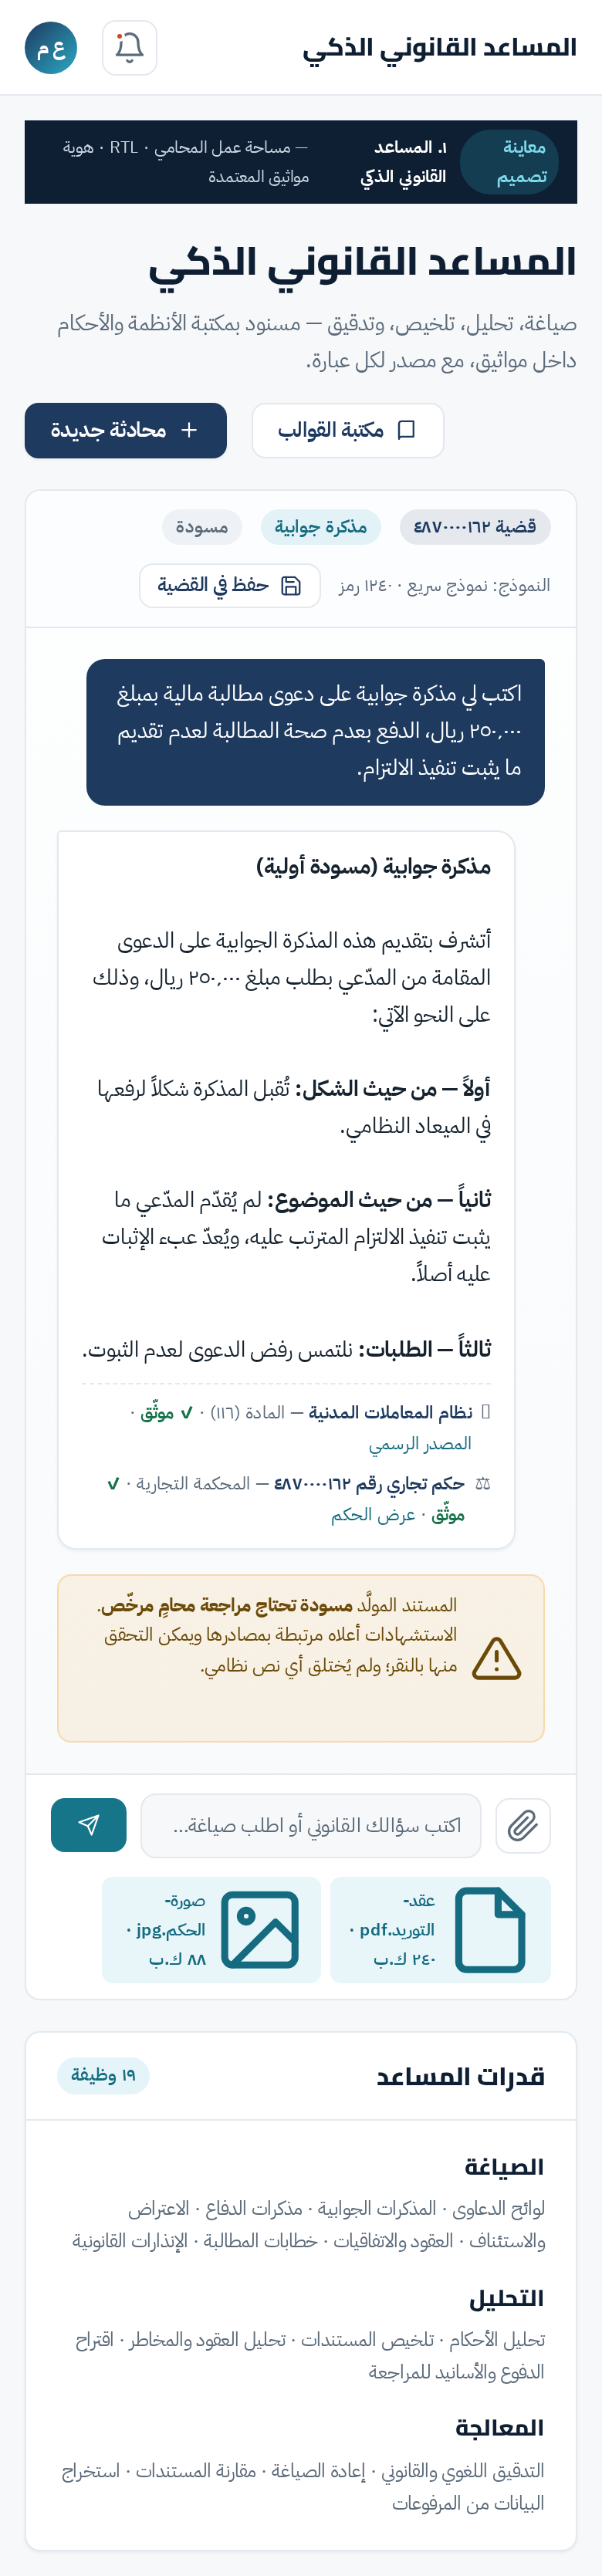 المساعد القانوني الذكي
ع م
معاينة
تصميم
١. المساعد
القانوني الذكي
— مساحة عمل المحامي · RTL · هوية
مواثيق المعتمدة
المساعد القانوني الذكي
صياغة، تحليل، تلخيص، وتدقيق — مسنود بمكتبة الأنظمة والأحكام
داخل مواثيق، مع مصدر لكل عبارة.
مكتبة القوالب
محادثة جديدة
قضية ٤٨٧٠٠٠٠١٦٢
مذكرة جوابية
مسودة
النموذج: نموذج سريع · ١٢٤٠ رمز
حفظ في القضية
اكتب لي مذكرة جوابية على دعوى مطالبة مالية بمبلغ
٢٥٠٬٠٠٠ ريال، الدفع بعدم صحة المطالبة لعدم تقديم
ما يثبت تنفيذ الالتزام.
مذكرة جوابية (مسودة أولية)
أتشرف بتقديم هذه المذكرة الجوابية على الدعوى
المقامة من المدّعي بطلب مبلغ ٢٥٠٬٠٠٠ ريال، وذلك
على النحو الآتي:
أولاً — من حيث الشكل: تُقبل المذكرة شكلاً لرفعها
في الميعاد النظامي.
ثانياً — من حيث الموضوع: لم يُقدّم المدّعي ما
يثبت تنفيذ الالتزام المترتب عليه، ويُعدّ عبء الإثبات
عليه أصلاً.
ثالثاً — الطلبات: نلتمس رفض الدعوى لعدم الثبوت.
نظام المعاملات المدنية — المادة (١١٦) · ✓ موثّق ·
المصدر الرسمي
⚖ حكم تجاري رقم ٤٨٧٠٠٠٠١٦٢ — المحكمة التجارية · ✓
موثّق · عرض الحكم
المستند المولَّد مسودة تحتاج مراجعة محامٍ مرخّص.
الاستشهادات أعلاه مرتبطة بمصادرها ويمكن التحقق
منها بالنقر؛ ولم يُختلق أي نص نظامي.
اكتب سؤالك القانوني أو اطلب صياغة...
عقد-
التوريد.pdf ·
٢٤٠ ك.ب
صورة-
الحكم.jpg ·
٨٨ ك.ب
قدرات المساعد
١٩ وظيفة
الصياغة
لوائح الدعاوى · المذكرات الجوابية · مذكرات الدفاع · الاعتراض
والاستئناف · العقود والاتفاقيات · خطابات المطالبة · الإنذارات القانونية
التحليل
تحليل الأحكام · تلخيص المستندات · تحليل العقود والمخاطر · اقتراح
الدفوع والأسانيد للمراجعة
المعالجة
التدقيق اللغوي والقانوني · إعادة الصياغة · مقارنة المستندات · استخراج
البيانات من المرفوعات